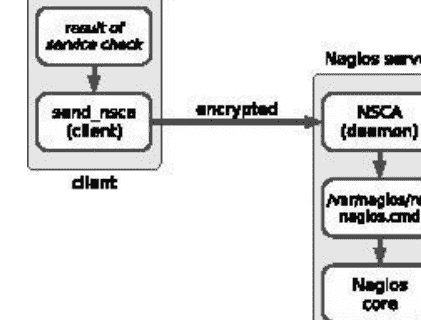 result of
service check
send_nsca
(client)
client
encrypted
Nagios serv
NSCA
(daemon)
/var/nagios/r
nagios.cmd
Nagios
core